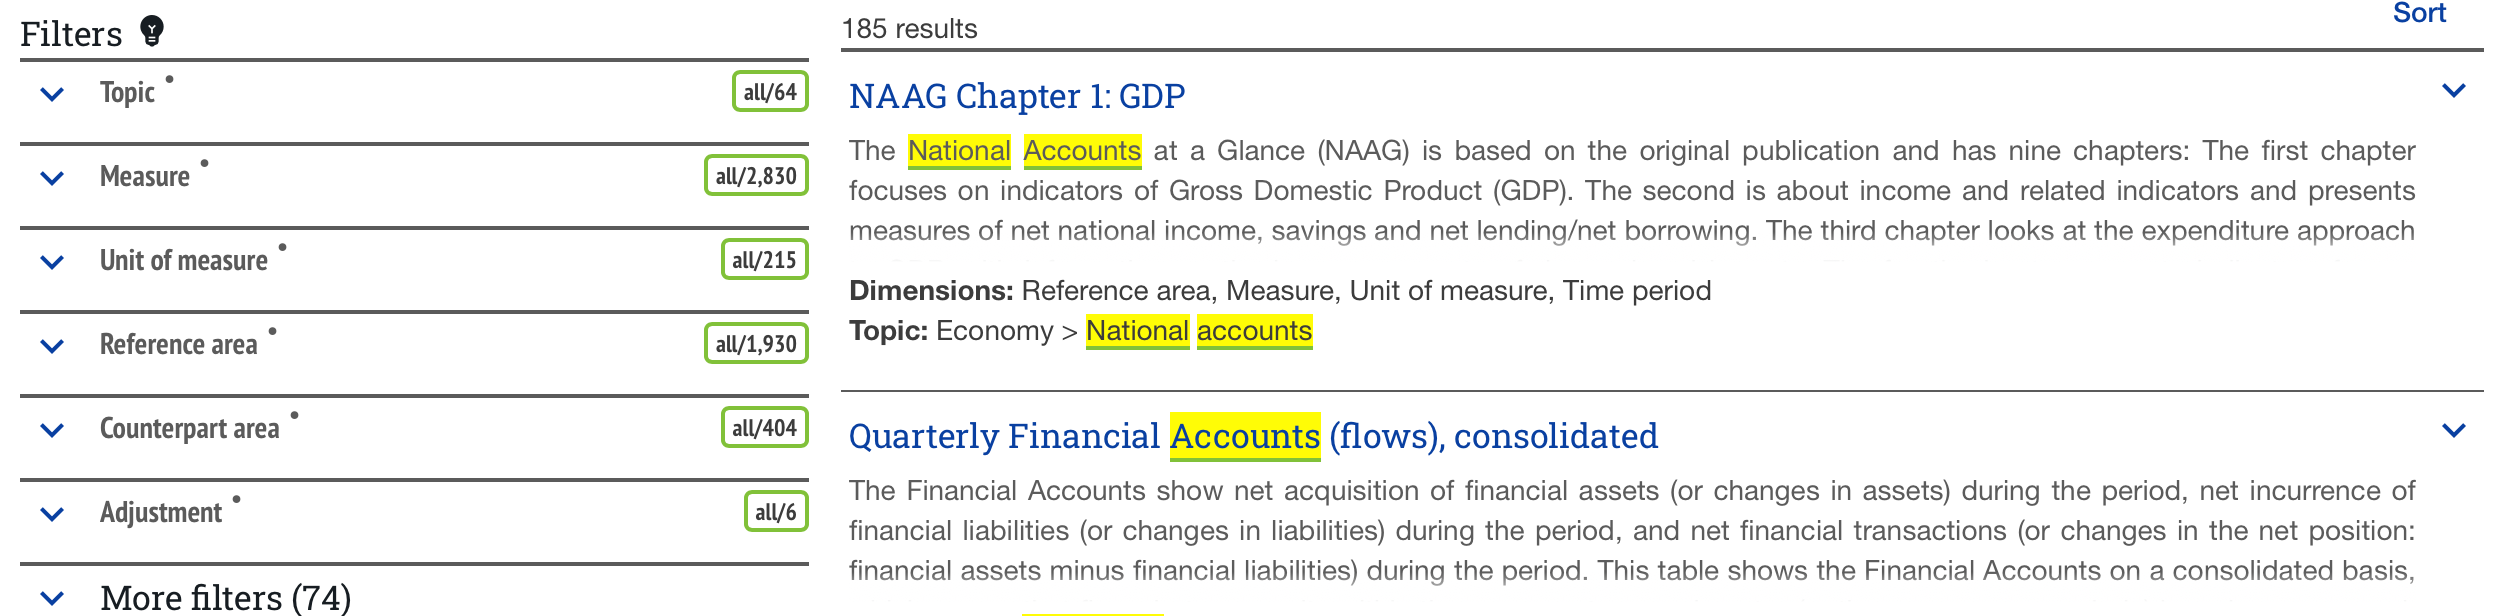 Filters
Topic
all/64
Measure
all/2,830
Unit of measure
all/215
Reference area
all/1,930
Counterpart area
all/404
Adjustment
all/6
More filters (74)
185 results
Sort
NAAG Chapter 1: GDP
The National Accounts at a Glance (NAAG) is based on the original publication and has nine chapters: The first chapter
focuses on indicators of Gross Domestic Product (GDP). The second is about income and related indicators and presents
measures of net national income, savings and net lending/net borrowing. The third chapter looks at the expenditure approach
Dimensions: Reference area, Measure, Unit of measure, Time period
Topic: Economy > National accounts
Quarterly Financial Accounts (flows), consolidated
The Financial Accounts show net acquisition of financial assets (or changes in assets) during the period, net incurrence of
financial liabilities (or changes in liabilities) during the period, and net financial transactions (or changes in the net position:
financial assets minus financial liabilities) during the period. This table shows the Financial Accounts on a consolidated basis,